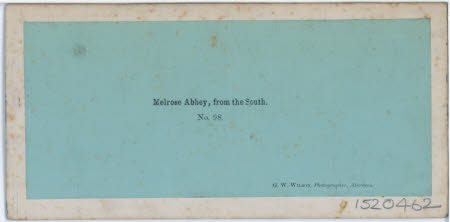 Melrose Abbey, from the South.
No. 98.
G. W. Wilson, Photographer, Aberdeen.
1520462